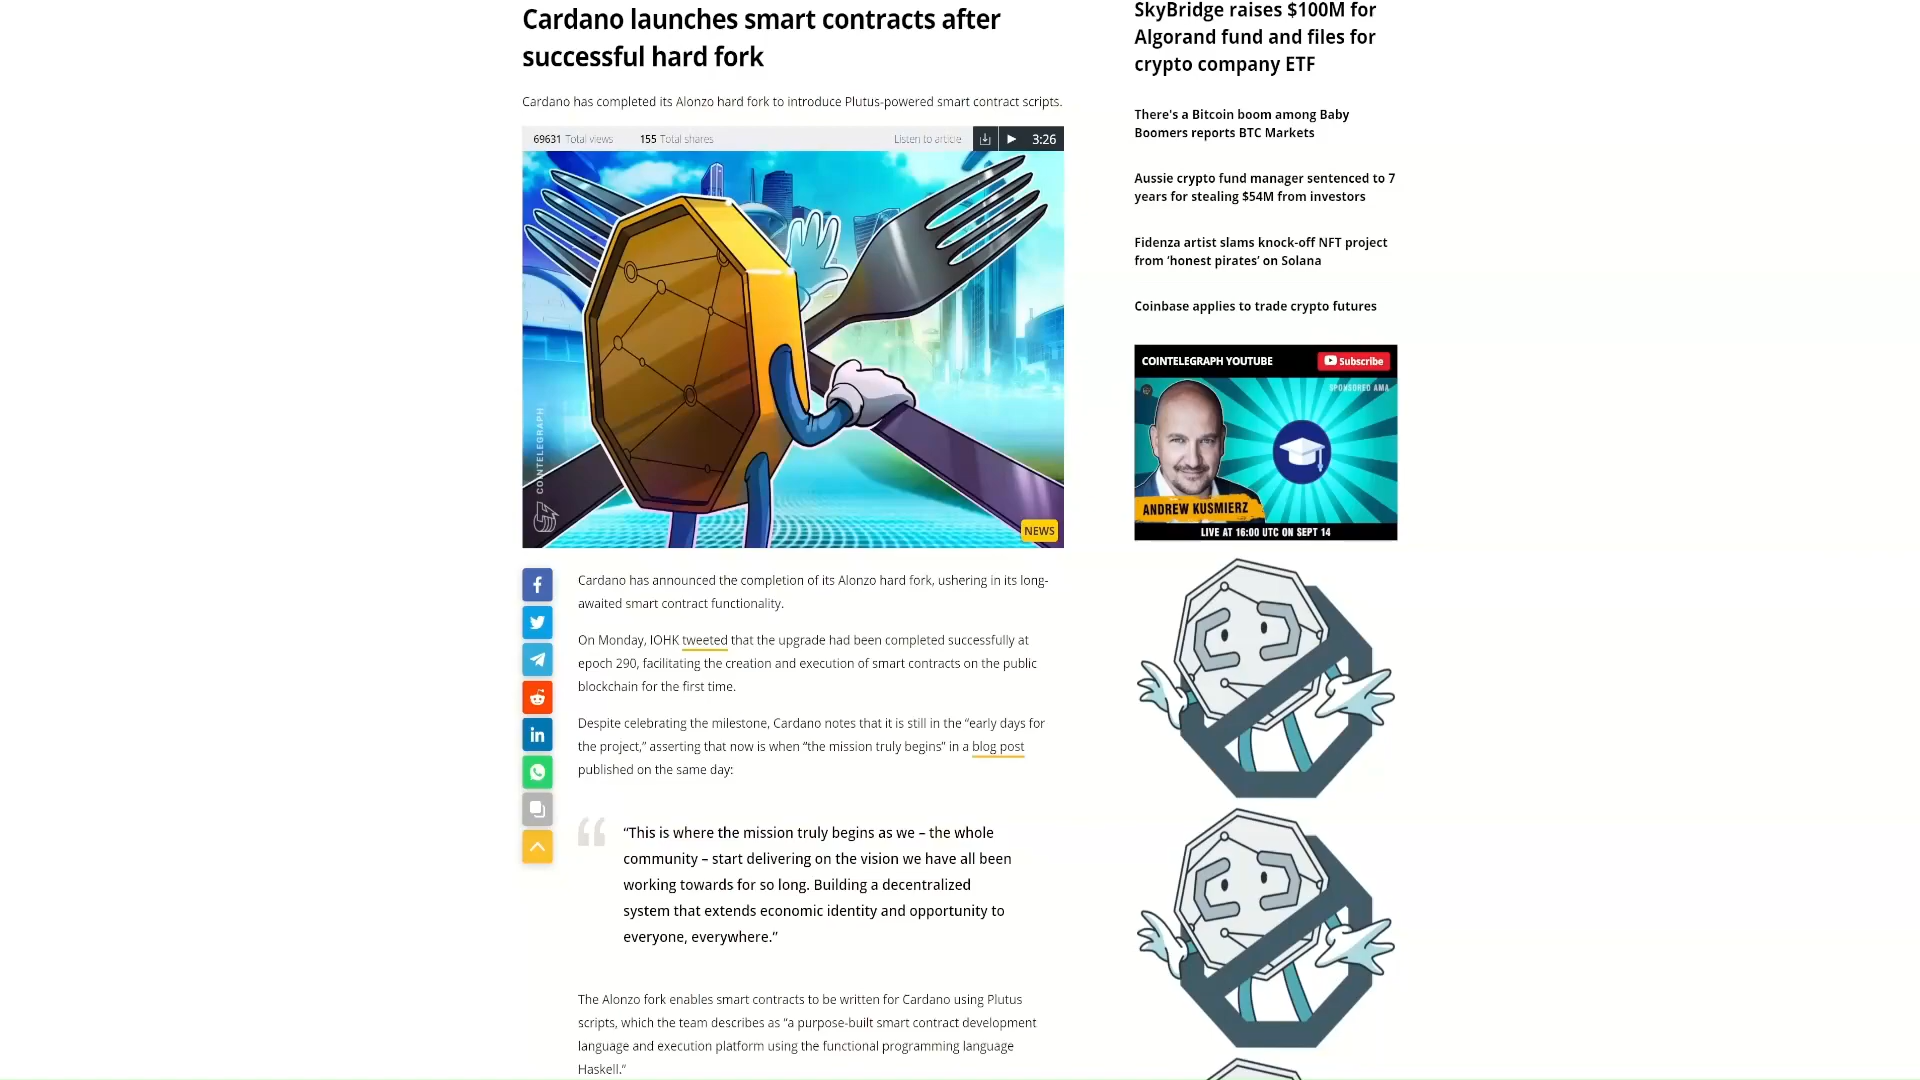 Cardano launches smart contracts after
successful hard fork
Cardano has completed its Alonzo hard fork to introduce Plutus-powered smart contract scripts.
69631 Total views 155 Total shares Listen to article 3:26
COINTELEGRAPH
NEWS
Cardano has announced the completion of its Alonzo hard fork, ushering in its long-
awaited smart contract functionality.
On Monday, IOHK tweeted that the upgrade had been completed successfully at
epoch 290, facilitating the creation and execution of smart contracts on the public
blockchain for the first time.
Despite celebrating the milestone, Cardano notes that it is still in the “early days for
the project,” asserting that now is when “the mission truly begins” in a blog post
published on the same day:
“This is where the mission truly begins as we – the whole
community – start delivering on the vision we have all been
working towards for so long. Building a decentralized
system that extends economic identity and opportunity to
everyone, everywhere.”
The Alonzo fork enables smart contracts to be written for Cardano using Plutus
scripts, which the team describes as “a purpose-built smart contract development
language and execution platform using the functional programming language
Haskell.”
SkyBridge raises $100M for
Algorand fund and files for
crypto company ETF
There's a Bitcoin boom among Baby
Boomers reports BTC Markets
Aussie crypto fund manager sentenced to 7
years for stealing $54M from investors
Fidenza artist slams knock-off NFT project
from ‘honest pirates’ on Solana
Coinbase applies to trade crypto futures
COINTELEGRAPH YOUTUBE Subscribe
SPONSORED AMA
ANDREW KUSMIERZ
LIVE AT 16:00 UTC ON SEPT 14